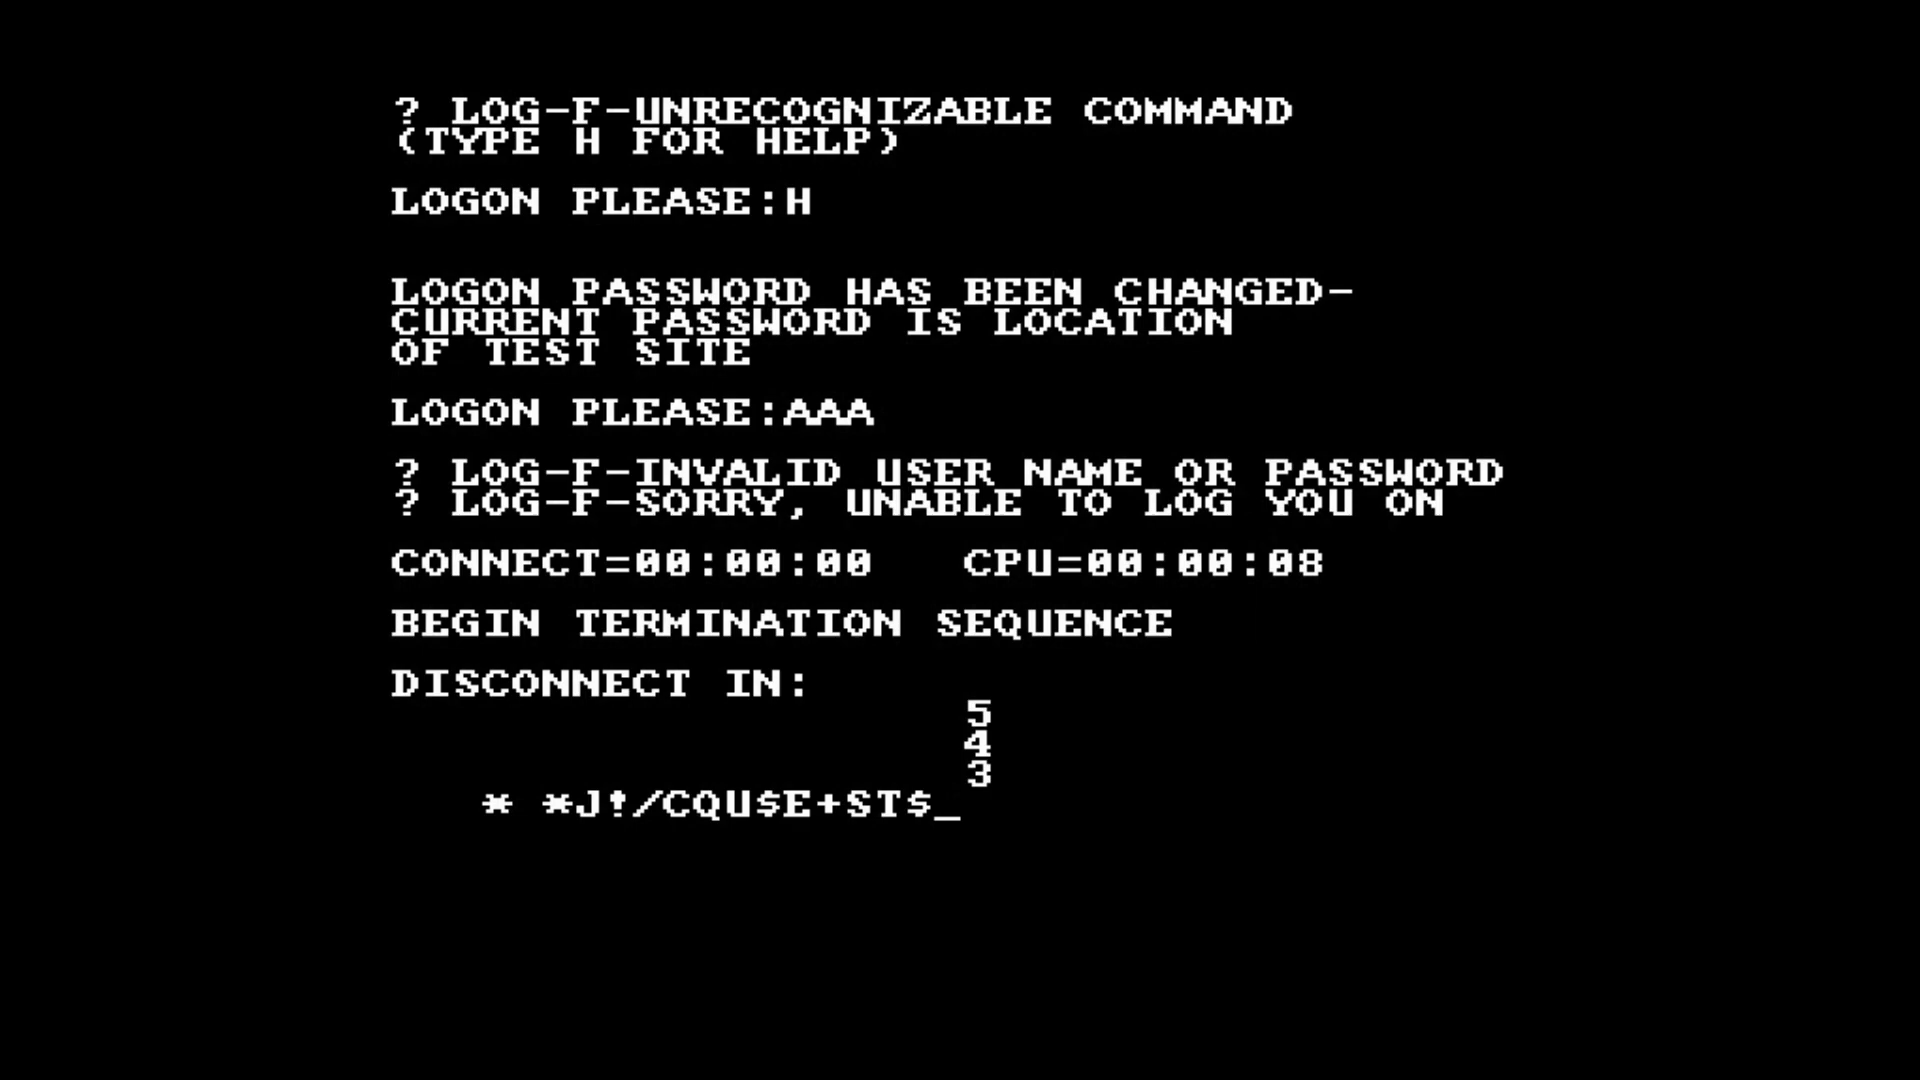 ? LOG-F-UNRECOGNIZABLE COMMAND
(TYPE H FOR HELP)
LOGON PLEASE:H
LOGON PASSWORD HAS BEEN CHANGED-
CURRENT PASSWORD IS LOCATION
OF TEST SITE
LOGON PLEASE:AAA
? LOG-F-INVALID USER NAME OR PASSWORD
? LOG-F-SORRY, UNABLE TO LOG YOU ON
CONNECT=00:00:00   CPU=00:00:08
BEGIN TERMINATION SEQUENCE
DISCONNECT IN:
5
4
3
* *J!/CQU$E+ST$_